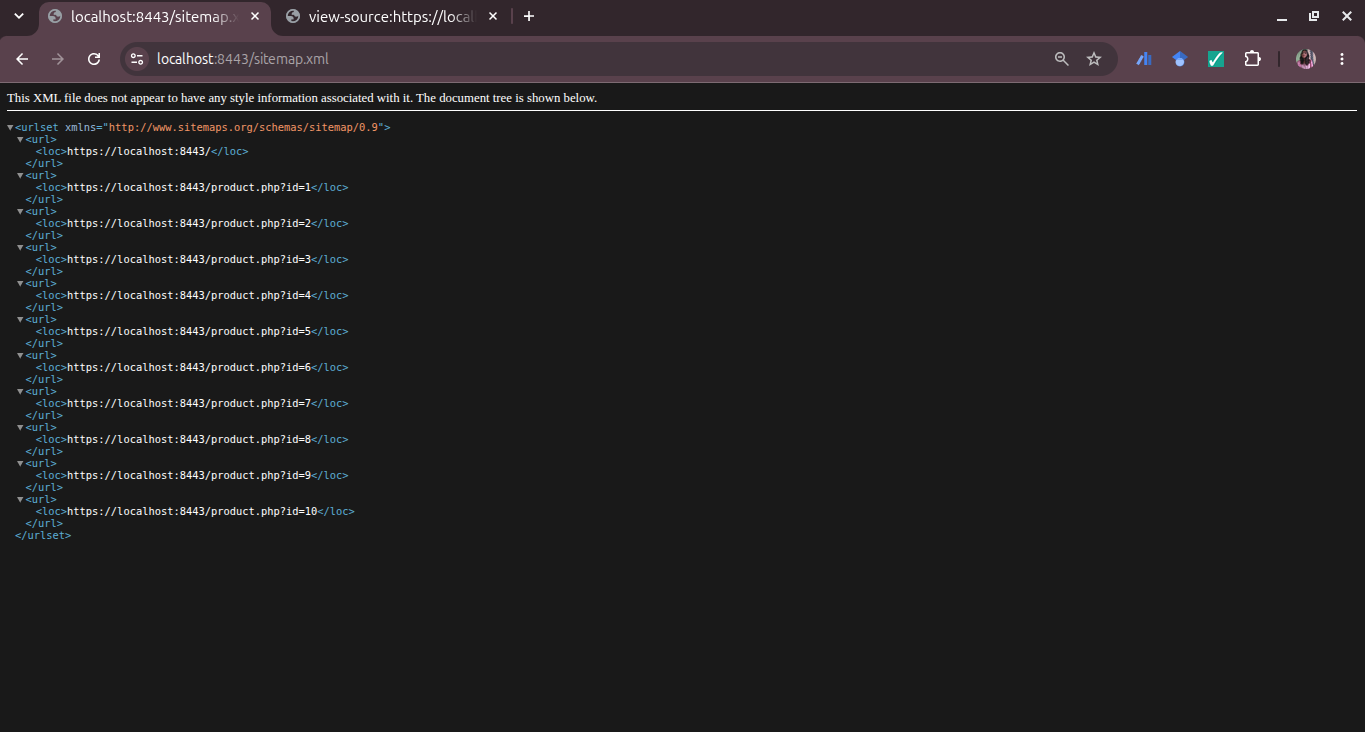 localhost:8443/sitemap.x
view-source:https://local
localhost:8443/sitemap.xml
This XML file does not appear to have any style information associated with it. The document tree is shown below.
<urlset xmlns="http://www.sitemaps.org/schemas/sitemap/0.9">
<url>
<loc>https://localhost:8443/</loc>
</url>
<url>
<loc>https://localhost:8443/product.php?id=1</loc>
</url>
<url>
<loc>https://localhost:8443/product.php?id=2</loc>
</url>
<url>
<loc>https://localhost:8443/product.php?id=3</loc>
</url>
<url>
<loc>https://localhost:8443/product.php?id=4</loc>
</url>
<url>
<loc>https://localhost:8443/product.php?id=5</loc>
</url>
<url>
<loc>https://localhost:8443/product.php?id=6</loc>
</url>
<url>
<loc>https://localhost:8443/product.php?id=7</loc>
</url>
<url>
<loc>https://localhost:8443/product.php?id=8</loc>
</url>
<url>
<loc>https://localhost:8443/product.php?id=9</loc>
</url>
<url>
<loc>https://localhost:8443/product.php?id=10</loc>
</url>
</urlset>